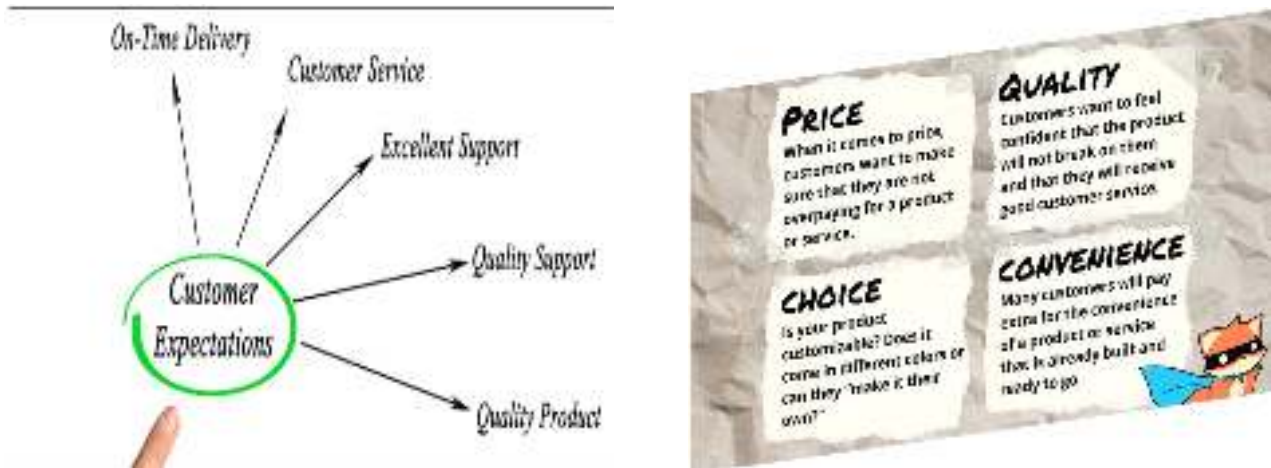 On-Time Delivery
Customer Service
Excellent Support
Quality Support
Quality Product
Customer
Expectations
PRICE
When it comes to price,
customers want to make
sure that they are not
overpaying for a product
or service.
QUALITY
Customers want to feel
confident that the product
will not break on them
and that they will receive
good customer service.
CHOICE
Is your product
customizable? Does it
come in different colors or
can they "make it their
own?"
CONVENIENCE
Many customers will pay
extra for the convenience
of a product or service
that is already built and
ready to go